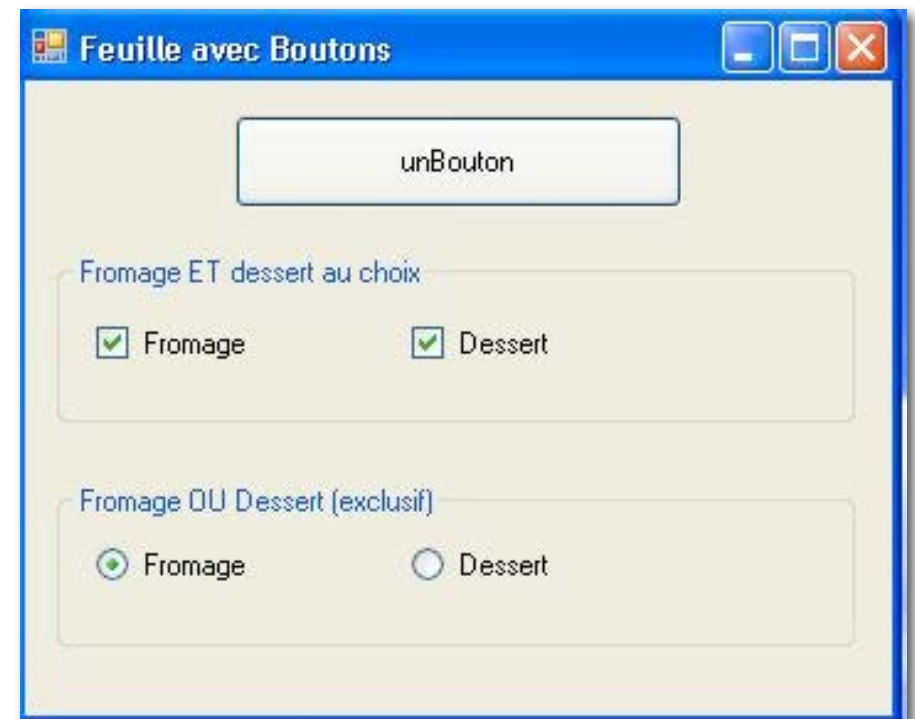 Feuille avec Boutons
unBouton
Fromage ET dessert au choix
Fromage Dessert
Fromage OU Dessert (exclusif)
Fromage Dessert